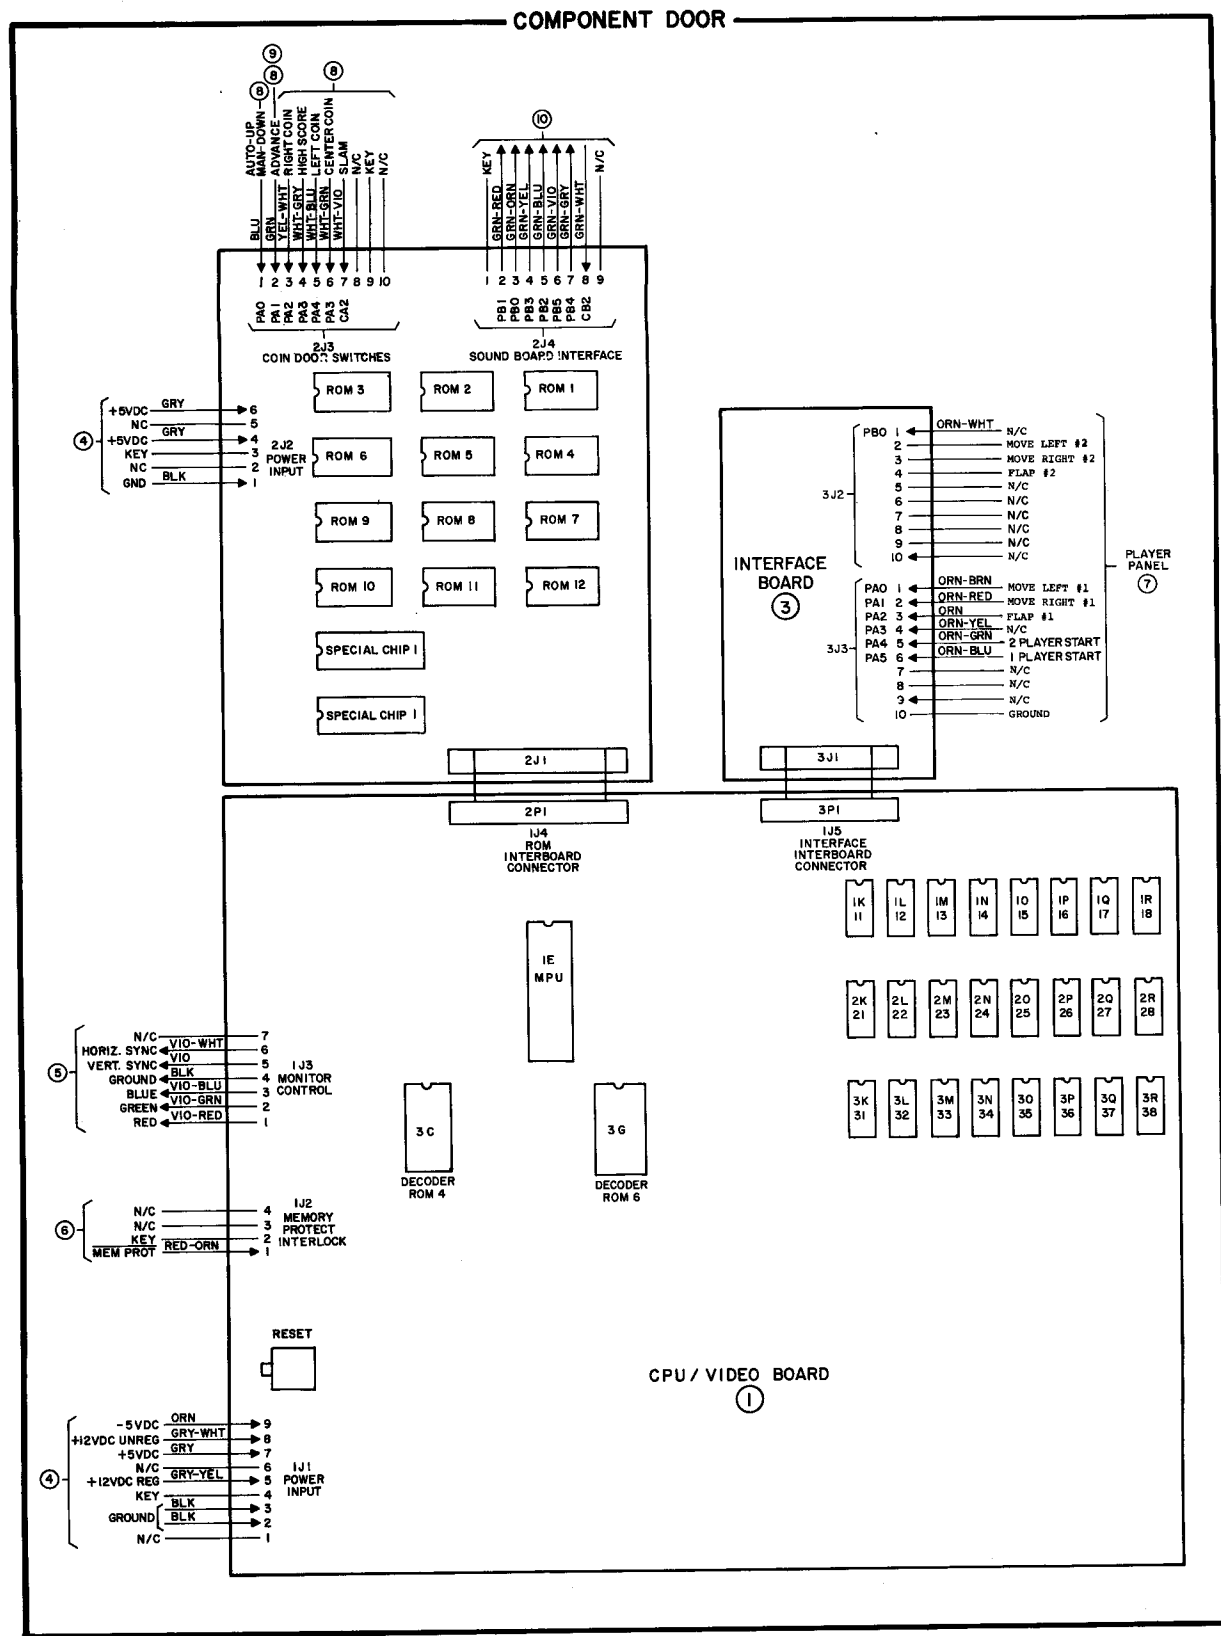 COMPONENT DOOR
9
8
8
8
AUTO-UP
MAN-DOWN
ADVANCE
RIGHT COIN
HIGH SCORE
LEFT COIN
CENTER COIN
SLAM
N/C
KEY
N/C
BLU
GRN
YEL-WHT
WHT-GRY
WHT-BLU
WHT-GRN
WHT-VIO
1 2 3 4 5 6 7 8 9 10
PA0
PA1
PA2
PA3
PA4
PA3
CA2
2J3
COIN DOOR SWITCHES
10
KEY
GRN-RED
GRN-ORN
GRN-YEL
GRN-BLU
GRN-VIO
GRN-GRY
GRN-WHT
N/C
1 2 3 4 5 6 7 8 9
PB1
PB0
PB3
PB2
PB5
PB4
CB2
2J4
SOUND BOARD INTERFACE
4
+5VDC GRY 6
NC 5
+5VDC GRY 4
KEY 3
NC 2
GND BLK 1
2J2
POWER
INPUT
ROM 3
ROM 2
ROM 1
ROM 6
ROM 5
ROM 4
ROM 9
ROM 8
ROM 7
ROM 10
ROM 11
ROM 12
SPECIAL CHIP 1
SPECIAL CHIP 1
2J1
INTERFACE
BOARD
3
3J2
PB0 1 ORN-WHT N/C
2 MOVE LEFT #2
3 MOVE RIGHT #2
4 FLAP #2
5 N/C
6 N/C
7 N/C
8 N/C
9 N/C
10 N/C
3J3
PA0 1 ORN-BRN MOVE LEFT #1
PA1 2 ORN-RED MOVE RIGHT #1
PA2 3 ORN FLAP #1
PA3 4 ORN-YEL N/C
PA4 5 ORN-GRN 2 PLAYER START
PA5 6 ORN-BLU 1 PLAYER START
7 N/C
8 N/C
9 N/C
10 GROUND
PLAYER
PANEL
7
3J1
2P1
1J4
ROM
INTERBOARD
CONNECTOR
3P1
1J5
INTERFACE
INTERBOARD
CONNECTOR
1K
11
1L
12
1M
13
1N
14
1O
15
1P
16
1Q
17
1R
18
1E
MPU
2K
21
2L
22
2M
23
2N
24
2O
25
2P
26
2Q
27
2R
28
5
N/C 7
HORIZ. SYNC VIO-WHT 6
VERT. SYNC VIO 5
GROUND BLK 4
BLUE VIO-BLU 3
GREEN VIO-GRN 2
RED VIO-RED 1
1J3
MONITOR
CONTROL
3C
DECODER
ROM 4
3G
DECODER
ROM 6
3K
31
3L
32
3M
33
3N
34
3O
35
3P
36
3Q
37
3R
38
6
N/C 4
N/C 3
KEY 2
MEM PROT RED-ORN 1
1J2
MEMORY
PROTECT
INTERLOCK
RESET
CPU / VIDEO BOARD
1
4
-5VDC ORN 9
+12VDC UNREG GRY-WHT 8
+5VDC GRY 7
N/C 6
+12VDC REG GRY-YEL 5
KEY 4
GROUND BLK 3
BLK 2
N/C 1
1J1
POWER
INPUT